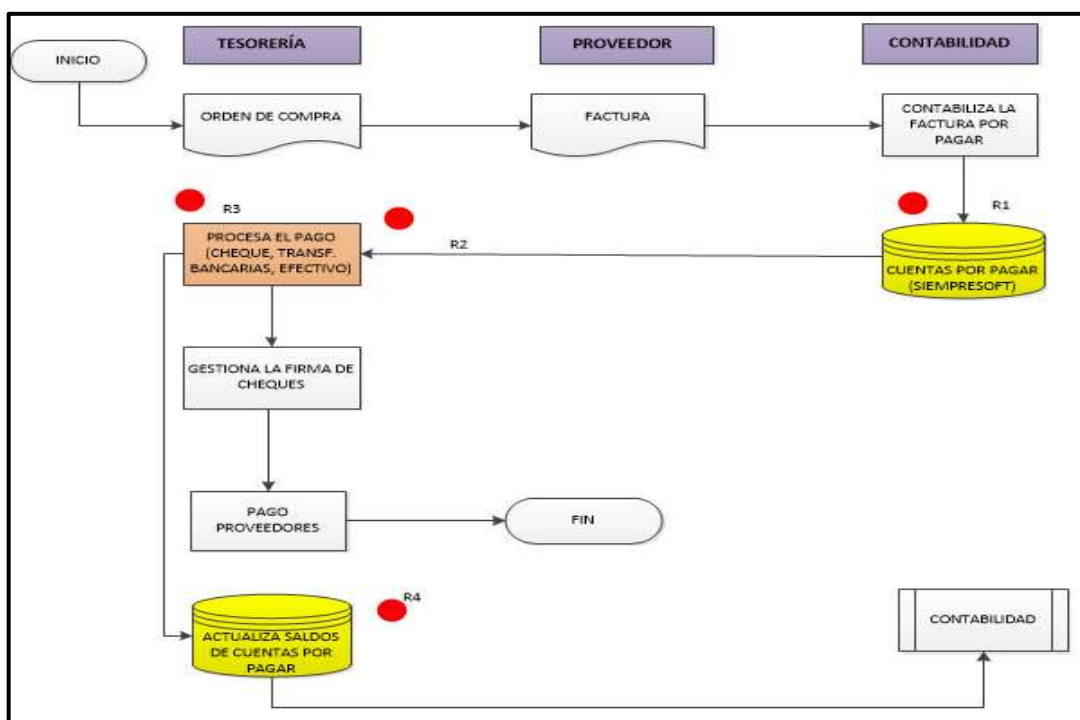 TESORERÍA
PROVEEDOR
CONTABILIDAD
INICIO
ORDEN DE COMPRA
FACTURA
CONTABILIZA LA
FACTURA POR
PAGAR
R3
R1
PROCESA EL PAGO
(CHEQUE, TRANSF.
BANCARIAS, EFECTIVO)
R2
CUENTAS POR PAGAR
(SIEMPRESOFT)
GESTIONA LA FIRMA DE
CHEQUES
PAGO
PROVEEDORES
FIN
R4
ACTUALIZA SALDOS
DE CUENTAS POR
PAGAR
CONTABILIDAD